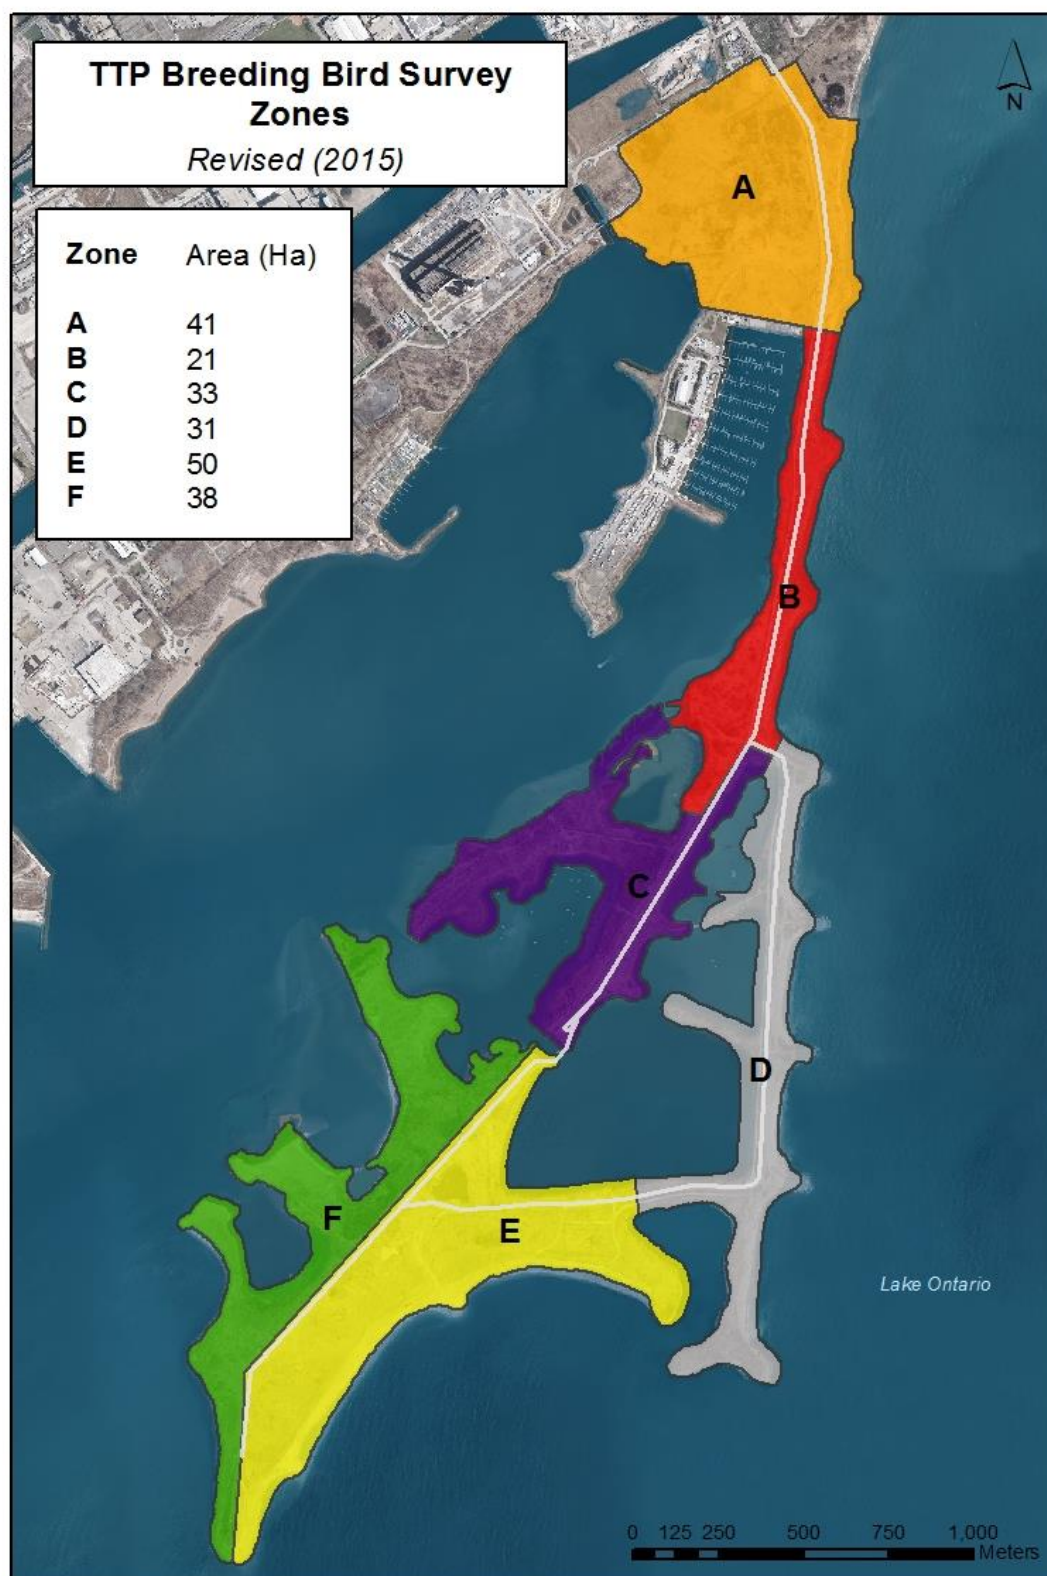 TTP Breeding Bird Survey
Zones
Revised (2015)
N
Zone Area (Ha)
A 41
B 21
C 33
D 31
E 50
F 38
A
B
C
D
E
F
Lake Ontario
0 125 250 500 750 1,000
Meters